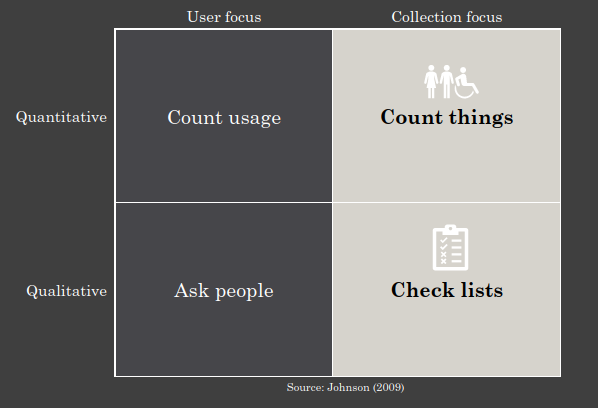 User focus
Collection focus
Quantitative
Count usage
Count things
Qualitative
Ask people
Check lists
Source: Johnson (2009)